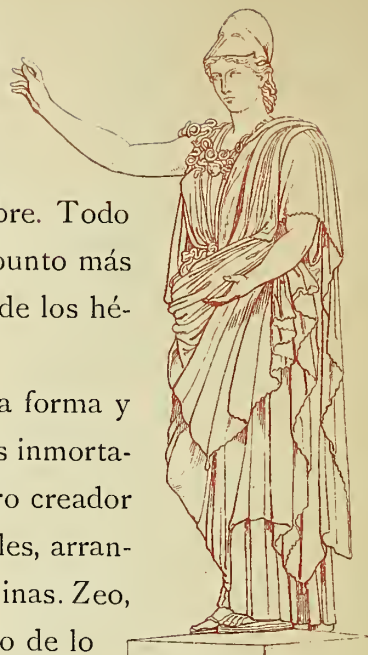 ore. Todo
punto más
de los hé-
a forma y
s inmorta-
ro creador
les, arran-
inas. Zeo,
o de lo